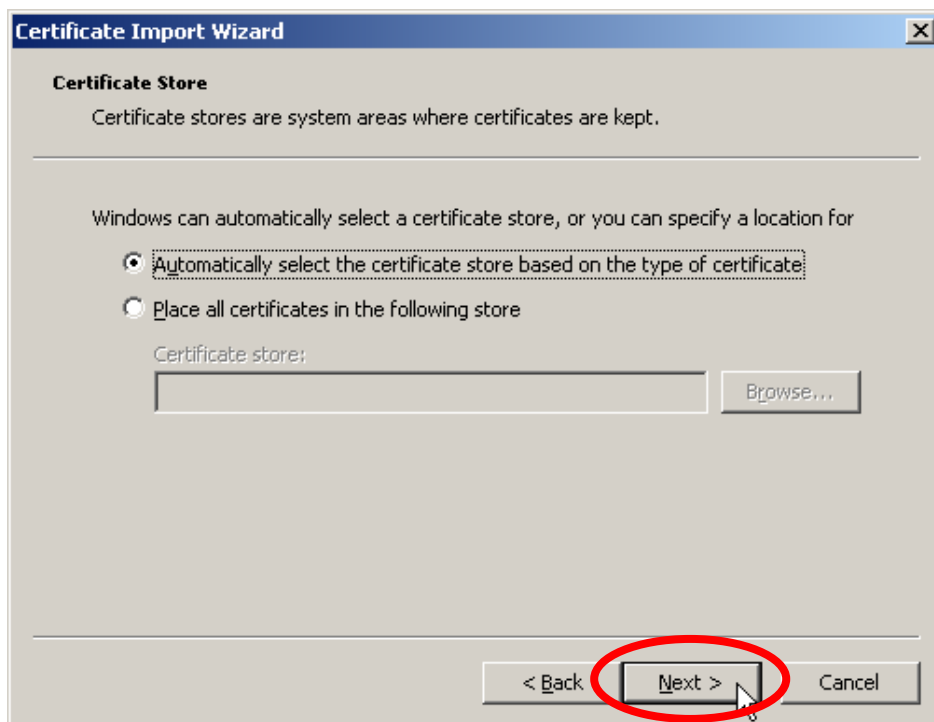 Certificate Import Wizard
Certificate Store
Certificate stores are system areas where certificates are kept.
Windows can automatically select a certificate store, or you can specify a location for
Automatically select the certificate store based on the type of certificate
Place all certificates in the following store
Certificate store:
Browse...
< Back
Next >
Cancel